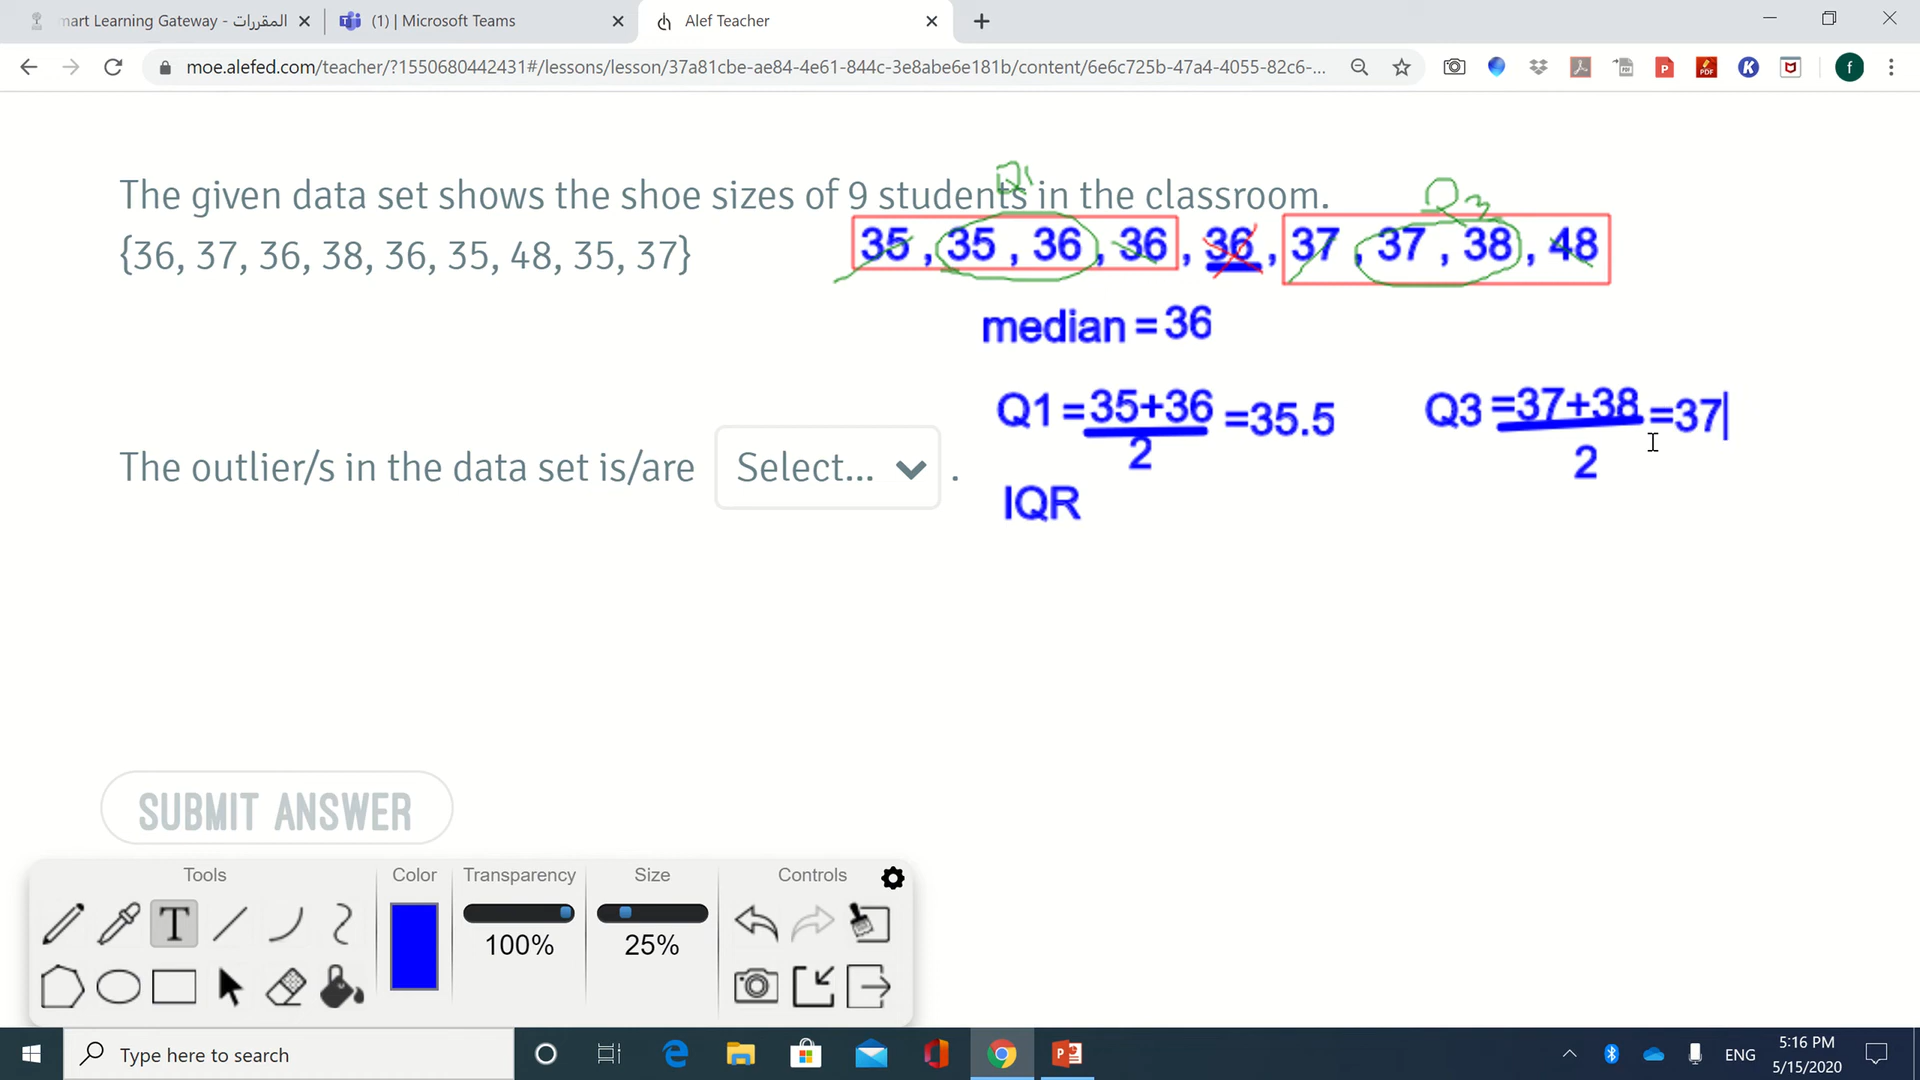 mart Learning Gateway - المقررات
(1) | Microsoft Teams
Alef Teacher
moe.alefed.com/teacher/?1550680442431#/lessons/lesson/37a81cbe-ae84-4e61-844c-3e8abe6e181b/content/6e6c725b-47a4-4055-82c6-...
f
Q1
The given data set shows the shoe sizes of 9 students in the classroom.
Q3
{36, 37, 36, 38, 36, 35, 48, 35, 37}
35 , 35 , 36 , 36 , 36 , 37 , 37 , 38 , 48
median = 36
Q1 = 35+36 =35.5
2
Q3 =37+38 =37
2
The outlier/s in the data set is/are Select... .
IQR
SUBMIT ANSWER
Tools
Color
Transparency
Size
Controls
T
100%
25%
Type here to search
ENG
5:16 PM
5/15/2020